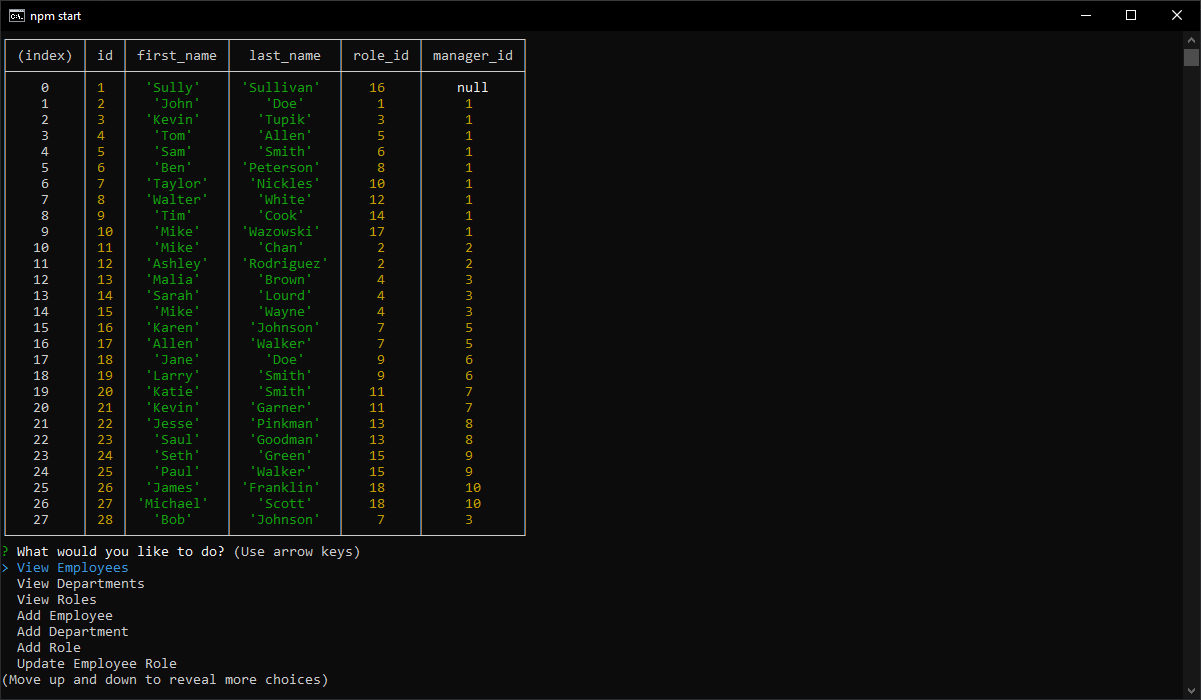 npm start
(index) id first_name last_name role_id manager_id
0 1 'Sully' 'Sullivan' 16 null
1 2 'John' 'Doe' 1 1
2 3 'Kevin' 'Tupik' 3 1
3 4 'Tom' 'Allen' 5 1
4 5 'Sam' 'Smith' 6 1
5 6 'Ben' 'Peterson' 8 1
6 7 'Taylor' 'Nickles' 10 1
7 8 'Walter' 'White' 12 1
8 9 'Tim' 'Cook' 14 1
9 10 'Mike' 'Wazowski' 17 1
10 11 'Mike' 'Chan' 2 2
11 12 'Ashley' 'Rodriguez' 2 2
12 13 'Malia' 'Brown' 4 3
13 14 'Sarah' 'Lourd' 4 3
14 15 'Mike' 'Wayne' 4 3
15 16 'Karen' 'Johnson' 7 5
16 17 'Allen' 'Walker' 7 5
17 18 'Jane' 'Doe' 9 6
18 19 'Larry' 'Smith' 9 6
19 20 'Katie' 'Smith' 11 7
20 21 'Kevin' 'Garner' 11 7
21 22 'Jesse' 'Pinkman' 13 8
22 23 'Saul' 'Goodman' 13 8
23 24 'Seth' 'Green' 15 9
24 25 'Paul' 'Walker' 15 9
25 26 'James' 'Franklin' 18 10
26 27 'Michael' 'Scott' 18 10
27 28 'Bob' 'Johnson' 7 3
? What would you like to do? (Use arrow keys)
> View Employees
View Departments
View Roles
Add Employee
Add Department
Add Role
Update Employee Role
(Move up and down to reveal more choices)